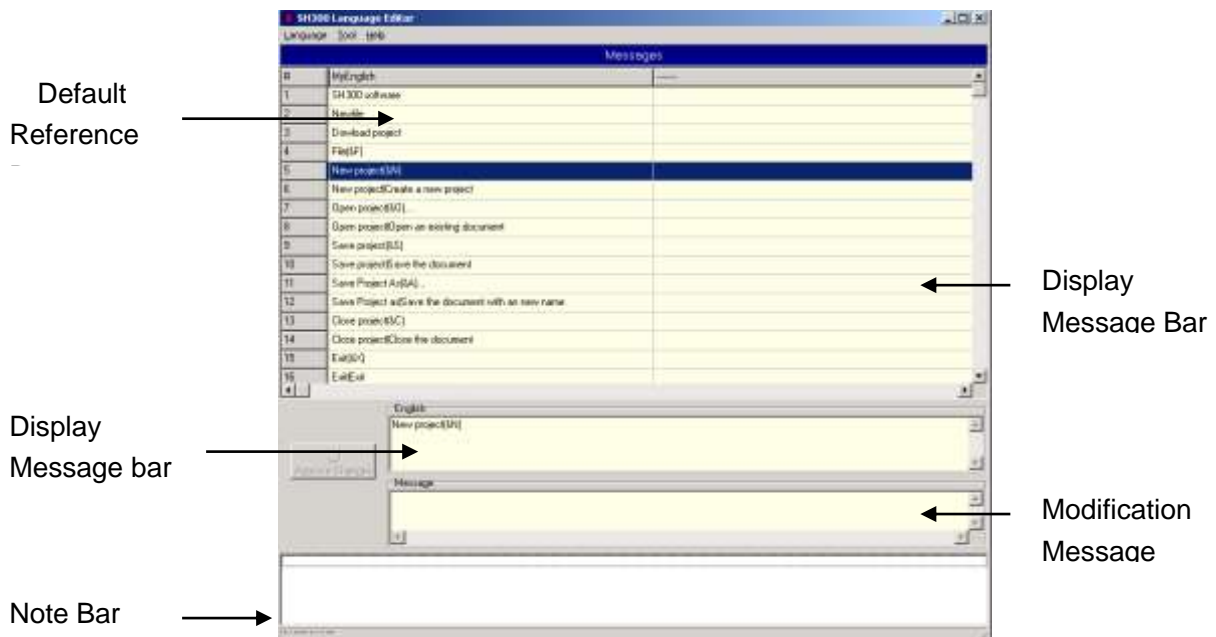 SH300 Language Editor
Language Tool Help
Messages
# MyEnglish -----
1 SH300 software
2 Newfile
3 Dowload project
4 File(&F)
5 New project(&N)
6 New project|Create a new project
7 Open project(&O)...
8 Open project|Open an existing document
9 Save project(&S)
10 Save project|Save the document
11 Save Project As(&A)...
12 Save Project as|Save the document with an new name
13 Close project(&C)
14 Close project|Close the document
15 Exit(&X)
16 Exit|Exit
Default
Reference
Display
Message Bar
English
New project(&N)
Display
Message bar
Message
Modification
Message
Note Bar